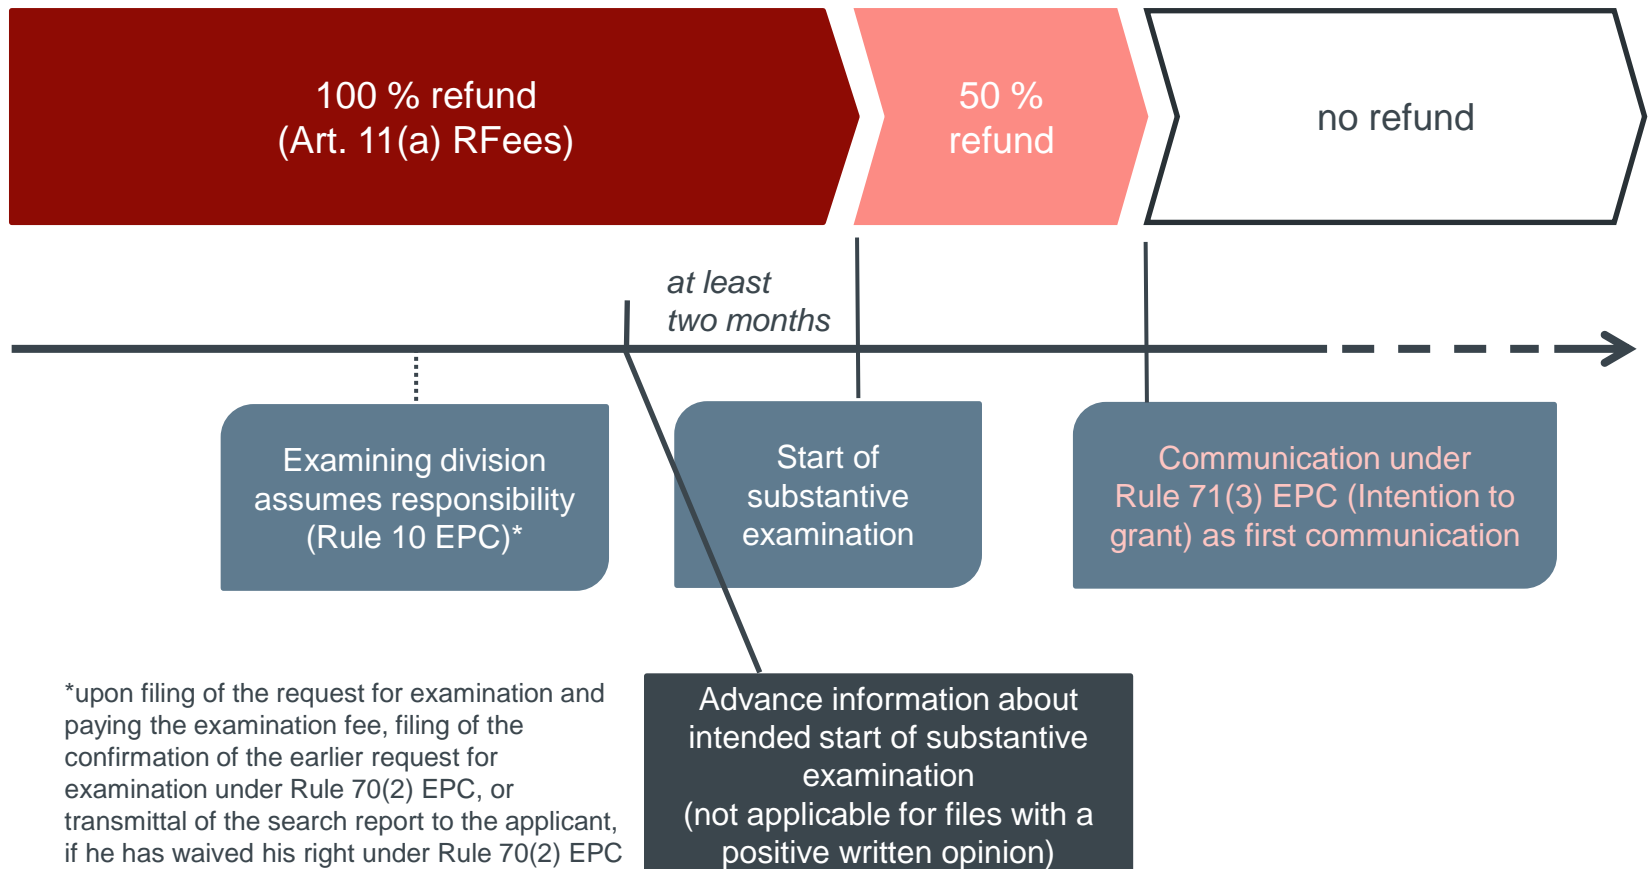 100 % refund
(Art. 11(a) RFees)
50 %
refund
no refund
at least
two months
Examining division
assumes responsibility
(Rule 10 EPC)*
Start of
substantive
examination
Communication under
Rule 71(3) EPC (Intention to
grant) as first communication
*upon filing of the request for examination and
paying the examination fee, filing of the
confirmation of the earlier request for
examination under Rule 70(2) EPC, or
transmittal of the search report to the applicant,
if he has waived his right under Rule 70(2) EPC
Advance information about
intended start of substantive
examination
(not applicable for files with a
positive written opinion)